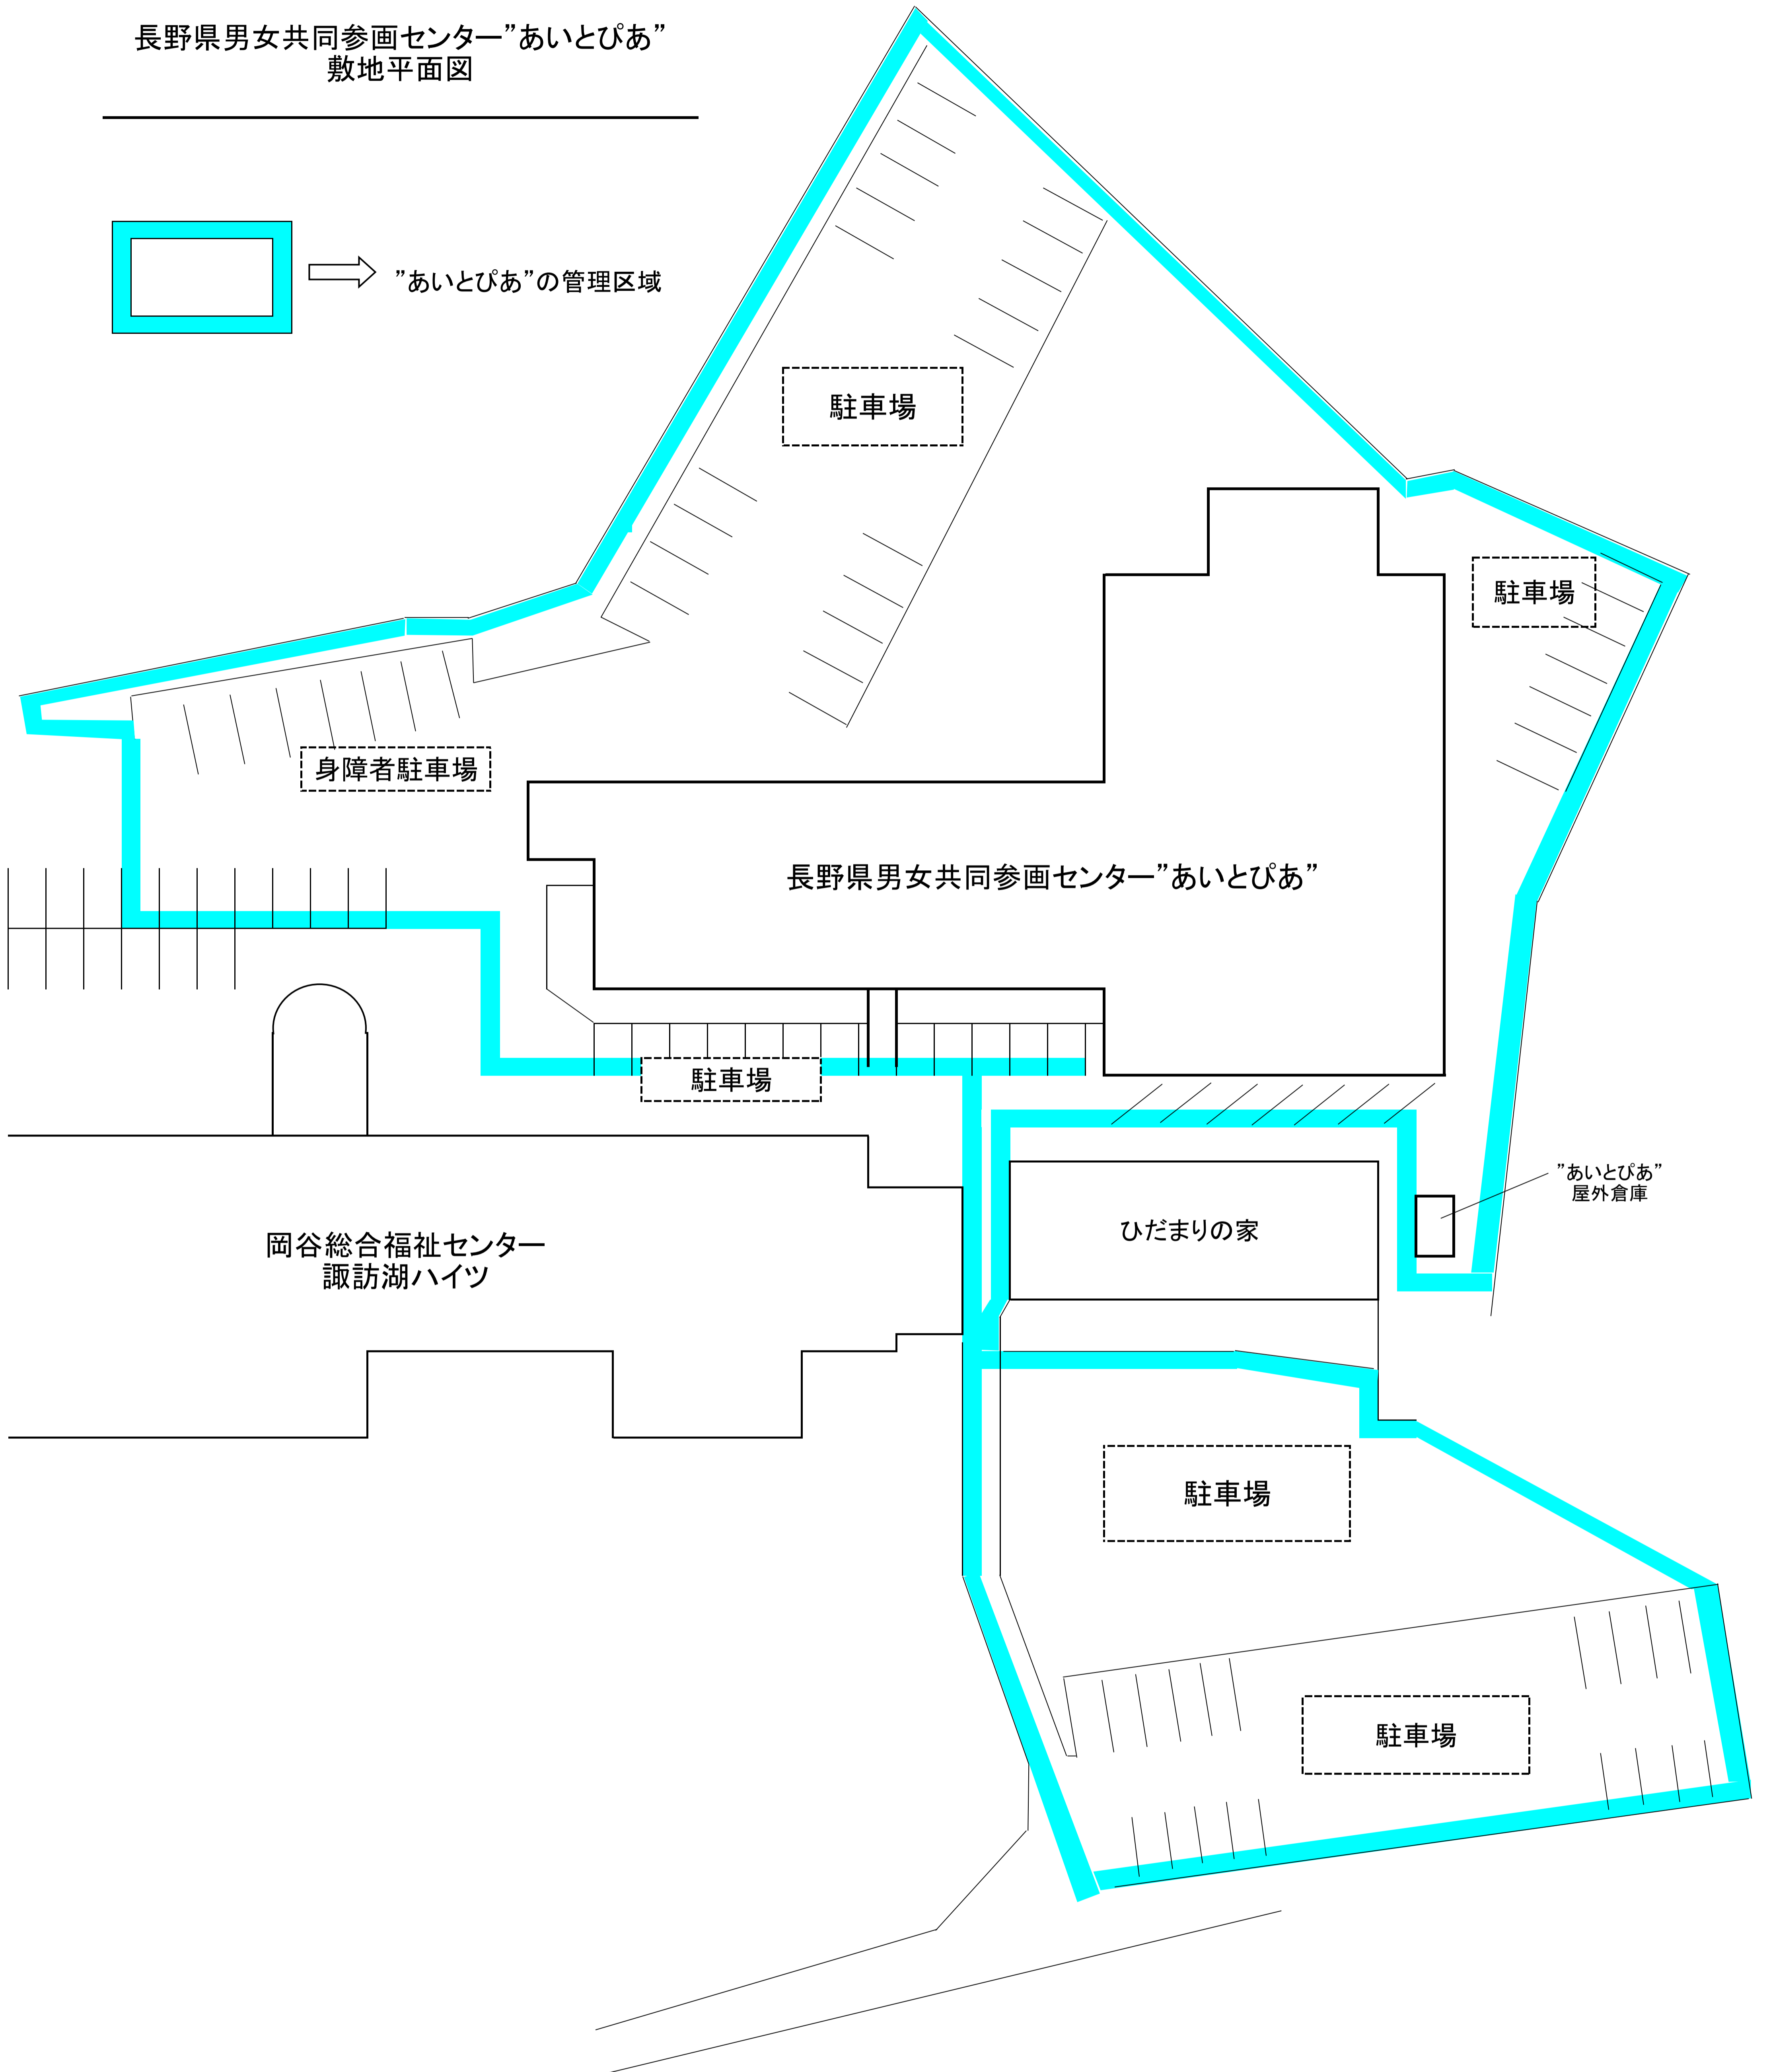 長野県男女共同参画センター”あいとぴあ”
敷地平面図
”あいとぴあ”の管理区域
駐車場
駐車場
身障者駐車場
長野県男女共同参画センター”あいとぴあ”
駐車場
”あいとぴあ”
屋外倉庫
ひだまりの家
岡谷総合福祉センター
諏訪湖ハイツ
駐車場
駐車場